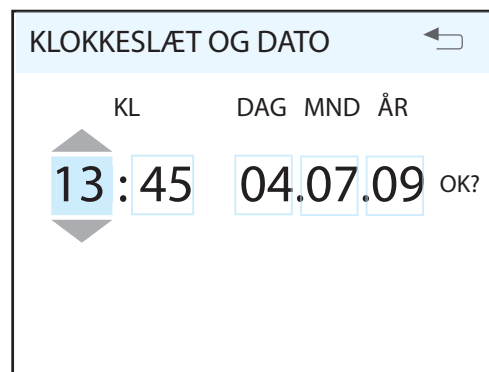 KLOKKESLÆT OG DATO
KL DAG MND ÅR
13 : 45 04.07.09 OK?